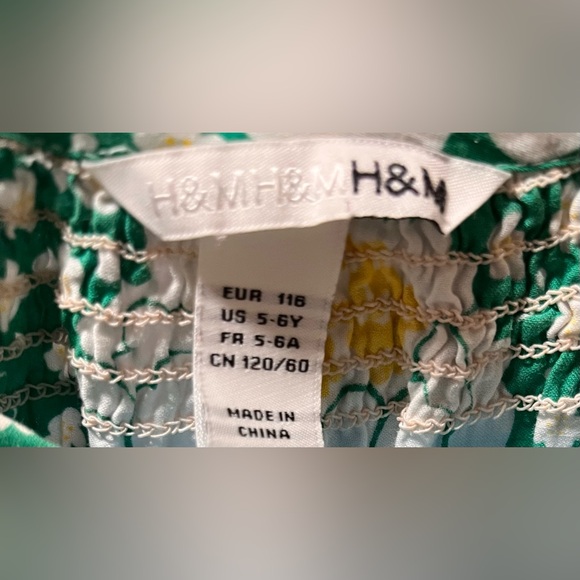 H&MH&MH&M
EUR 116
US 5-6Y
FR 5-6A
CN 120/60
MADE IN
CHINA